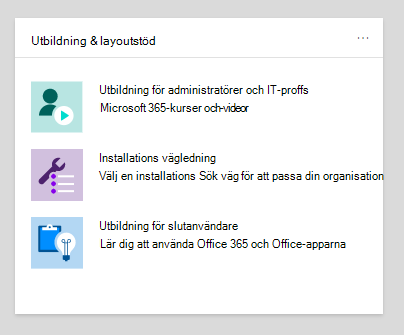 Utbildning & layoutstöd
Utbildning för administratörer och IT-proffs
Microsoft 365-kurser och-videor
Installations vägledning
Välj en installations Sök väg för att passa din organisation
Utbildning för slutanvändare
Lär dig att använda Office 365 och Office-apparna